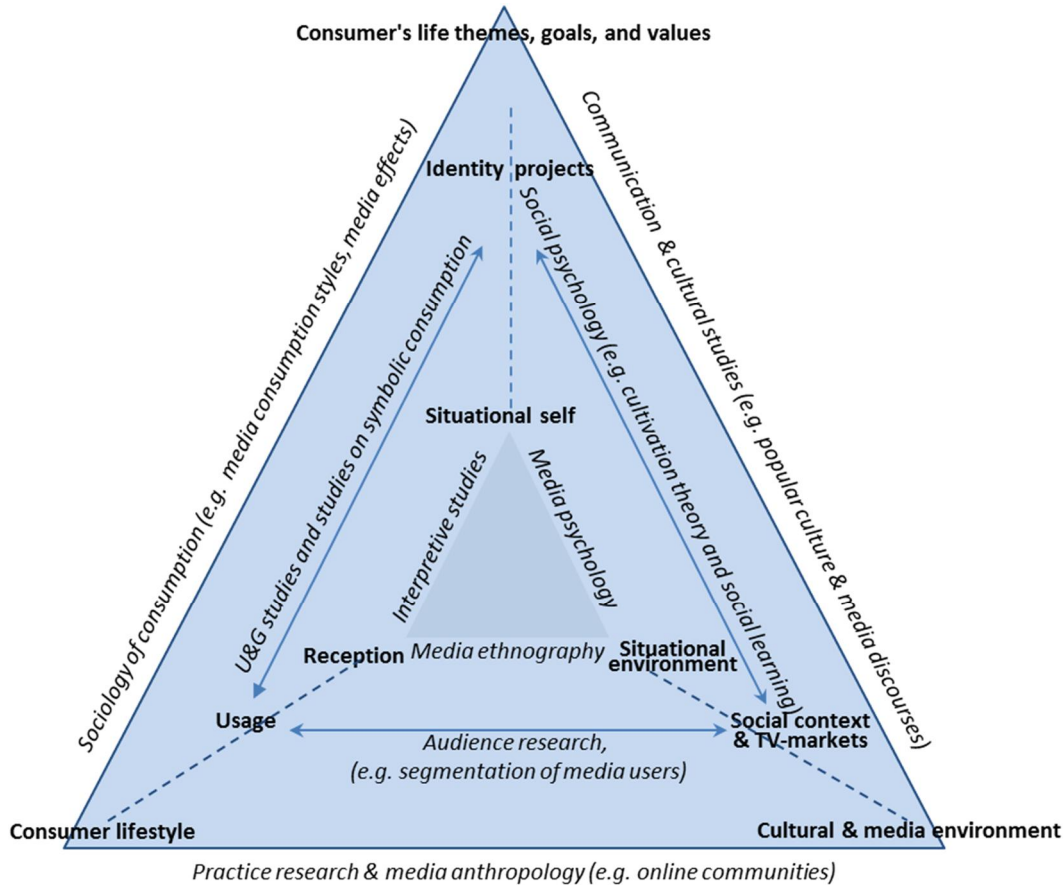 Consumer's life themes, goals, and values
Sociology of consumption (e.g. media consumption styles, media effects)
Communication & cultural studies (e.g. popular culture & media discourses)
Identity projects
U&G studies and studies on symbolic consumption
Social psychology (e.g. cultivation theory and social learning)
Situational self
Interpretive studies
Media psychology
Reception
Media ethnography
Situational
environment
Usage
Social context
& TV-markets
Audience research,
(e.g. segmentation of media users)
Consumer lifestyle
Cultural & media environment
Practice research & media anthropology (e.g. online communities)